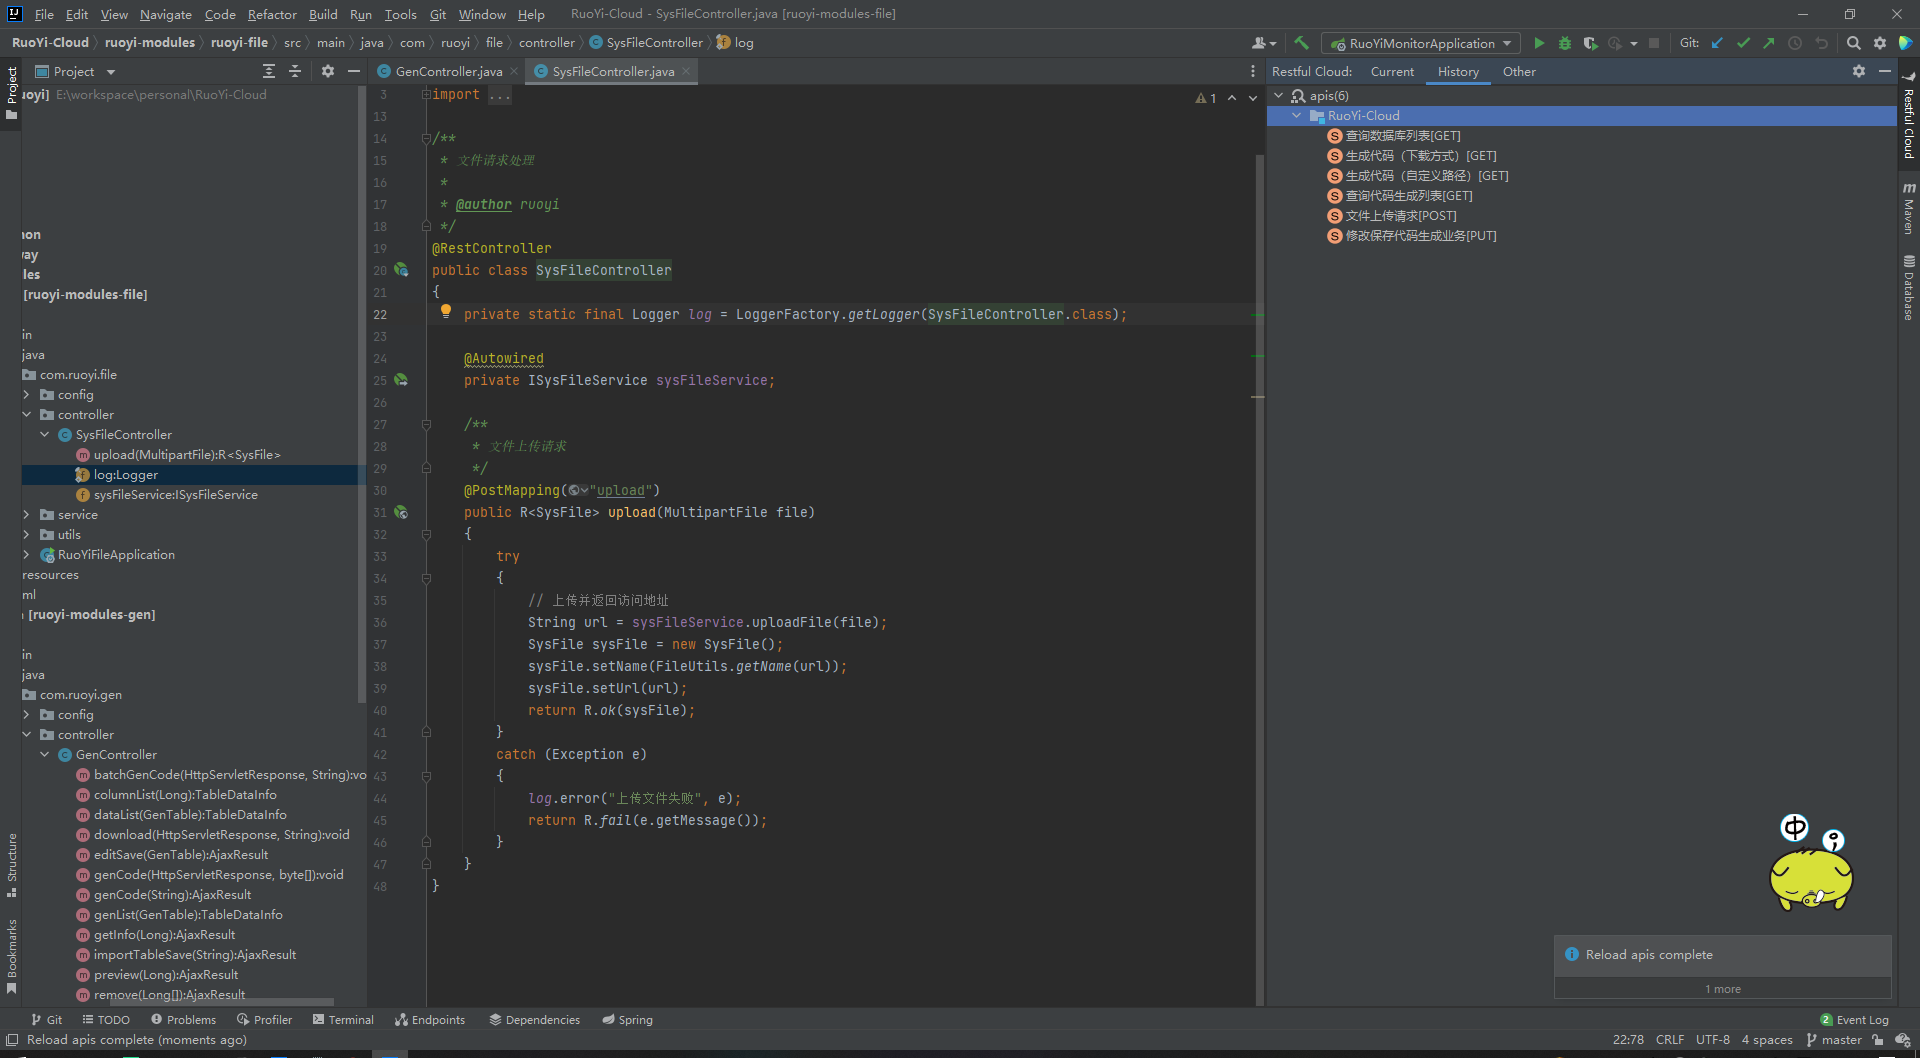 File Edit View Navigate Code Refactor Build Run Tools Git Window Help RuoYi-Cloud - SysFileController.java [ruoyi-modules-file]
RuoYi-Cloud ruoyi-modules ruoyi-file src main java com ruoyi file controller SysFileController log RuoYiMonitorApplication Git:
Project
GenController.java SysFileController.java
Restful Cloud: Current History Other
Project
uoyi] E:\workspace\personal\RuoYi-Cloud
[ruoyi-modules-file]
in
java
com.ruoyi.file
config
controller
SysFileController
upload(MultipartFile):R<SysFile>
log:Logger
sysFileService:ISysFileService
service
utils
RuoYiFileApplication
resources
ml
[ruoyi-modules-gen]
in
java
com.ruoyi.gen
config
controller
GenController
batchGenCode(HttpServletResponse, String):vo
columnList(Long):TableDataInfo
dataList(GenTable):TableDataInfo
download(HttpServletResponse, String):void
editSave(GenTable):AjaxResult
genCode(HttpServletResponse, byte[]):void
genCode(String):AjaxResult
genList(GenTable):TableDataInfo
getInfo(Long):AjaxResult
importTableSave(String):AjaxResult
preview(Long):AjaxResult
remove(Long[]):AjaxResult
Structure
Bookmarks
3 import ...
13
14 /**
15 * 文件请求处理
16 *
17 * @author ruoyi
18 */
19 @RestController
20 public class SysFileController
21 {
22 private static final Logger log = LoggerFactory.getLogger(SysFileController.class);
23
24 @Autowired
25 private ISysFileService sysFileService;
26
27 /**
28 * 文件上传请求
29 */
30 @PostMapping("upload")
31 public R<SysFile> upload(MultipartFile file)
32 {
33 try
34 {
35 // 上传并返回访问地址
36 String url = sysFileService.uploadFile(file);
37 SysFile sysFile = new SysFile();
38 sysFile.setName(FileUtils.getName(url));
39 sysFile.setUrl(url);
40 return R.ok(sysFile);
41 }
42 catch (Exception e)
43 {
44 log.error("上传文件失败", e);
45 return R.fail(e.getMessage());
46 }
47 }
48 }
1
apis(6)
RuoYi-Cloud
查询数据库列表[GET]
生成代码（下载方式）[GET]
生成代码（自定义路径）[GET]
查询代码生成列表[GET]
文件上传请求[POST]
修改保存代码生成业务[PUT]
Restful Cloud
Maven
Database
中
Reload apis complete
1 more
Git TODO Problems Profiler Terminal Endpoints Dependencies Spring 2 Event Log
Reload apis complete (moments ago) 22:78 CRLF UTF-8 4 spaces master